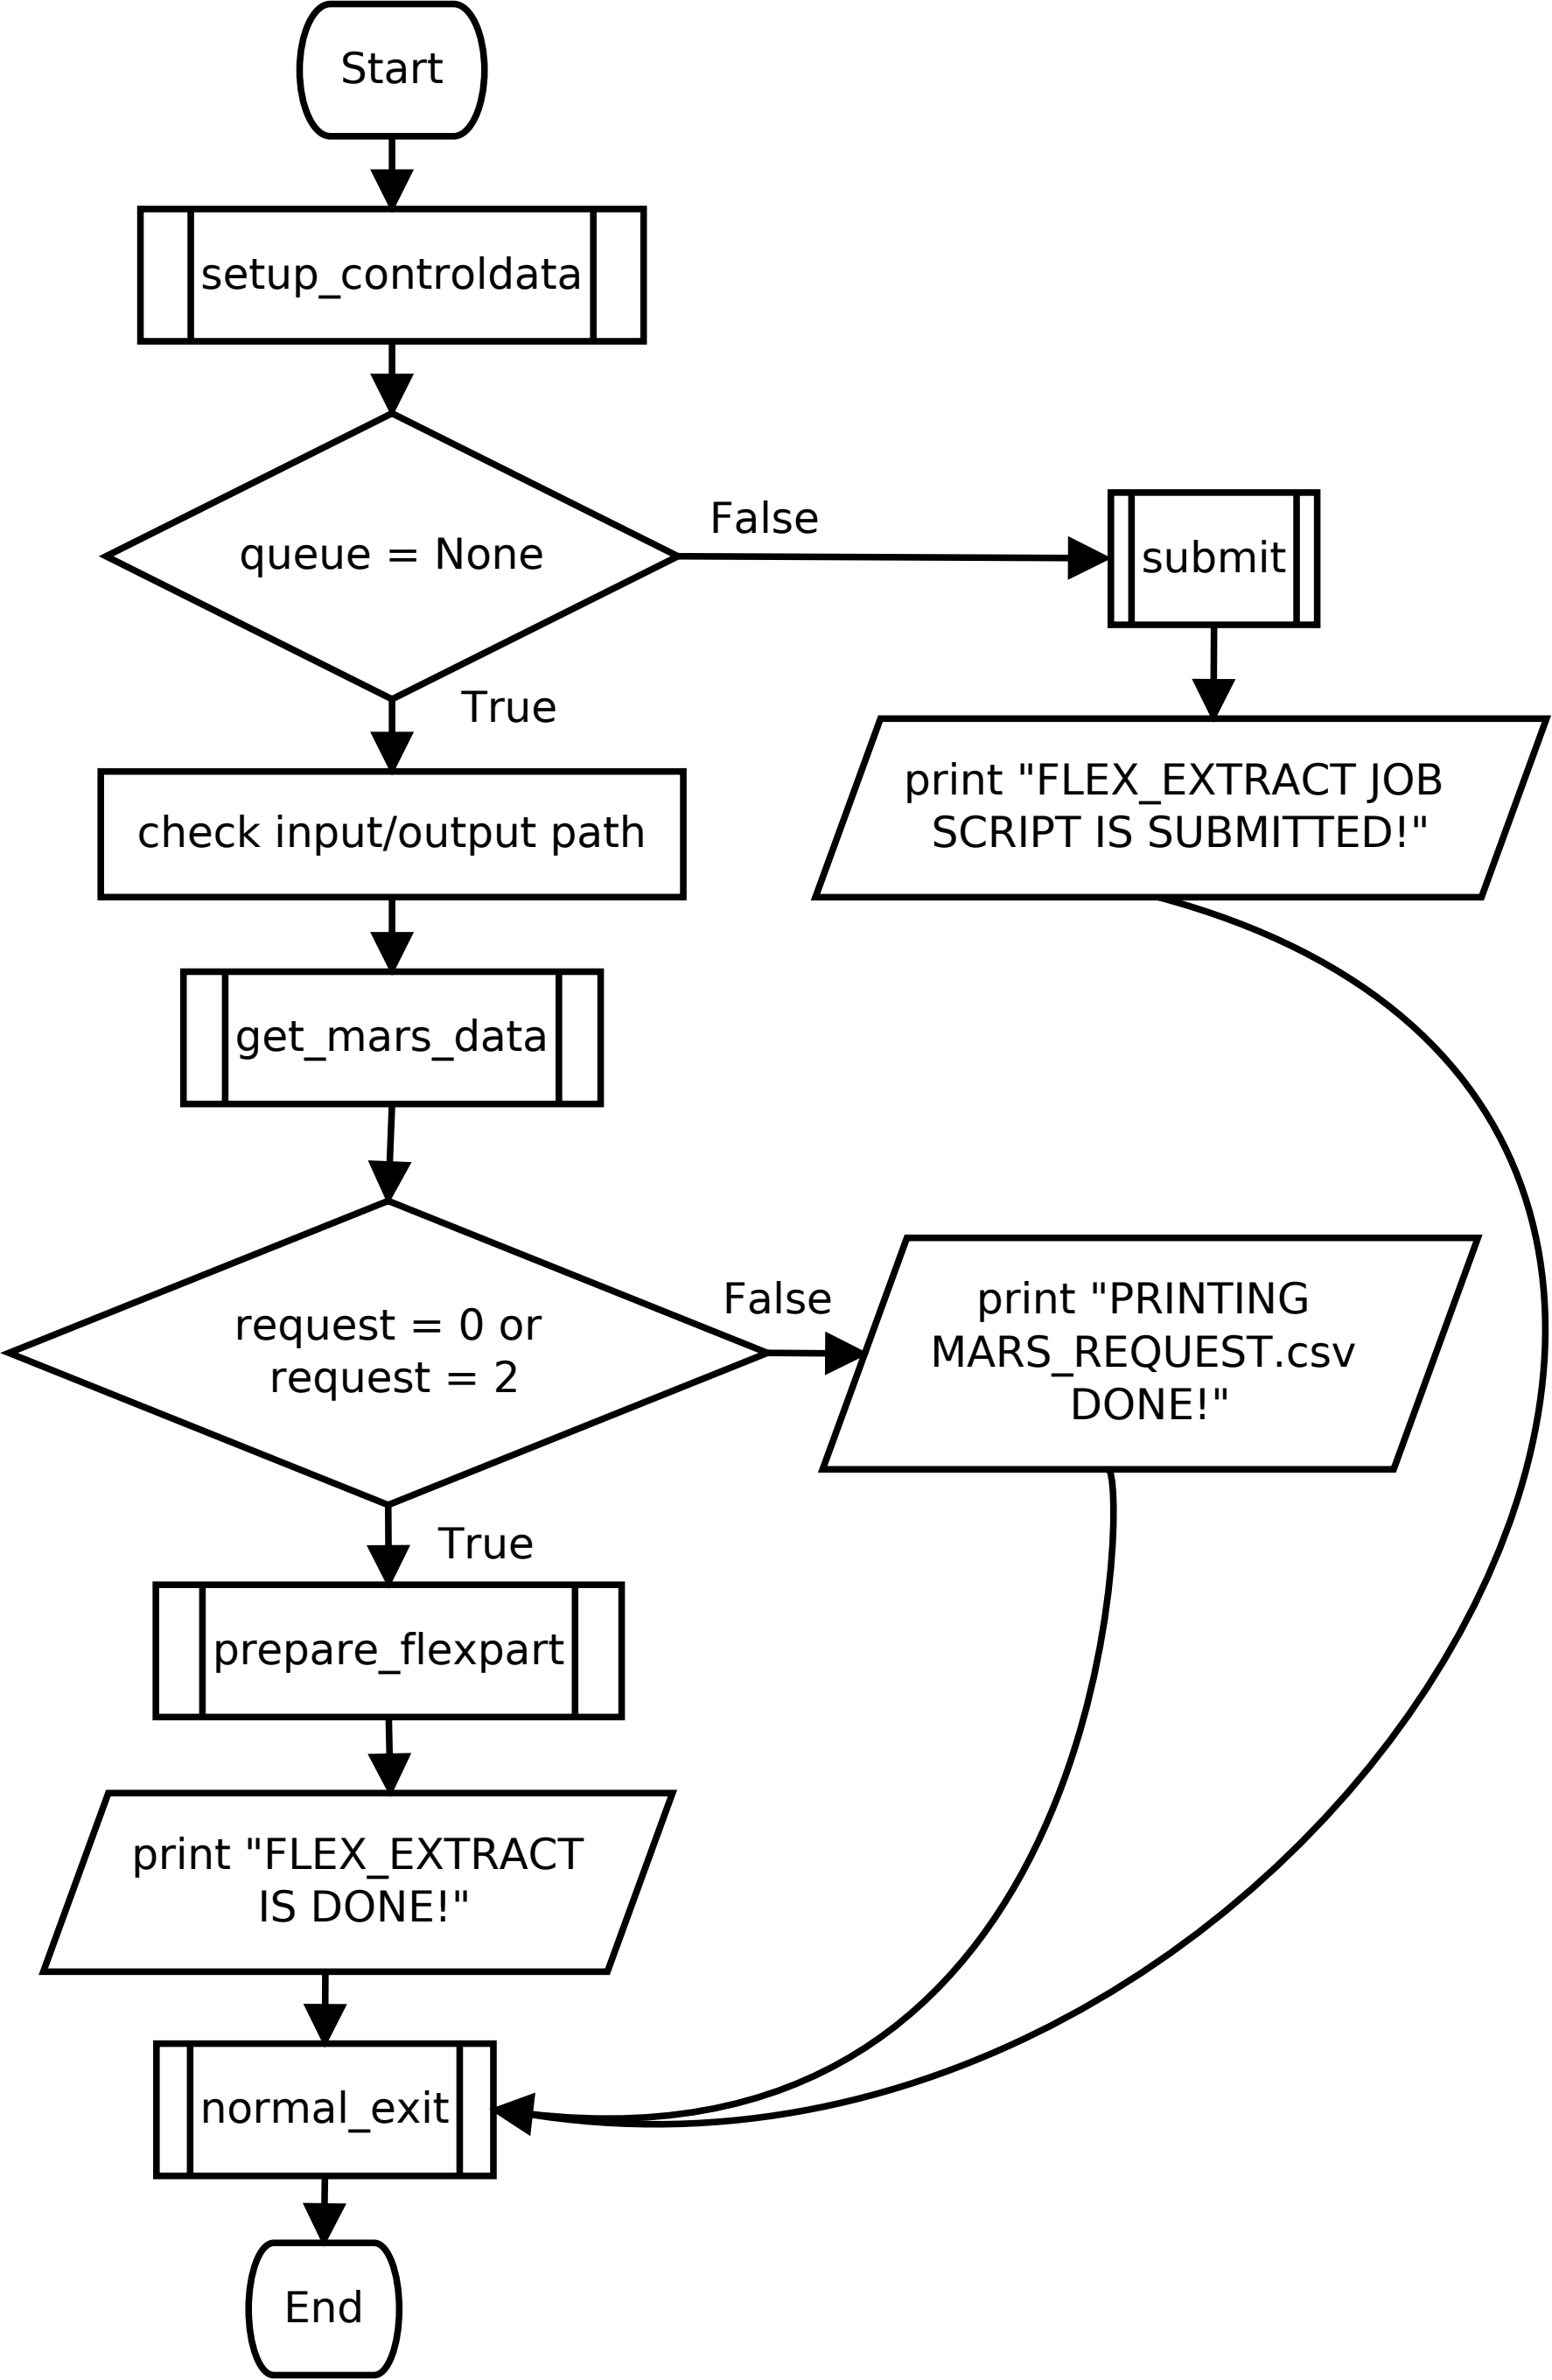 Start
setup_controldata
queue = None
False
submit
True
print "FLEX_EXTRACT JOB
SCRIPT IS SUBMITTED!"
check input/output path
get_mars_data
request = 0 or
request = 2
False
print "PRINTING
MARS_REQUEST.csv
DONE!"
True
prepare_flexpart
print "FLEX_EXTRACT
IS DONE!"
normal_exit
End